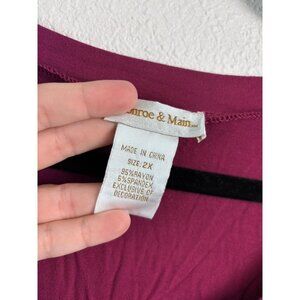 nroe & Main
MADE IN CHINA
SIZE: 2X
95%RAYON
5%SPANDEX
EXCLUSIVE OF
DECORATION